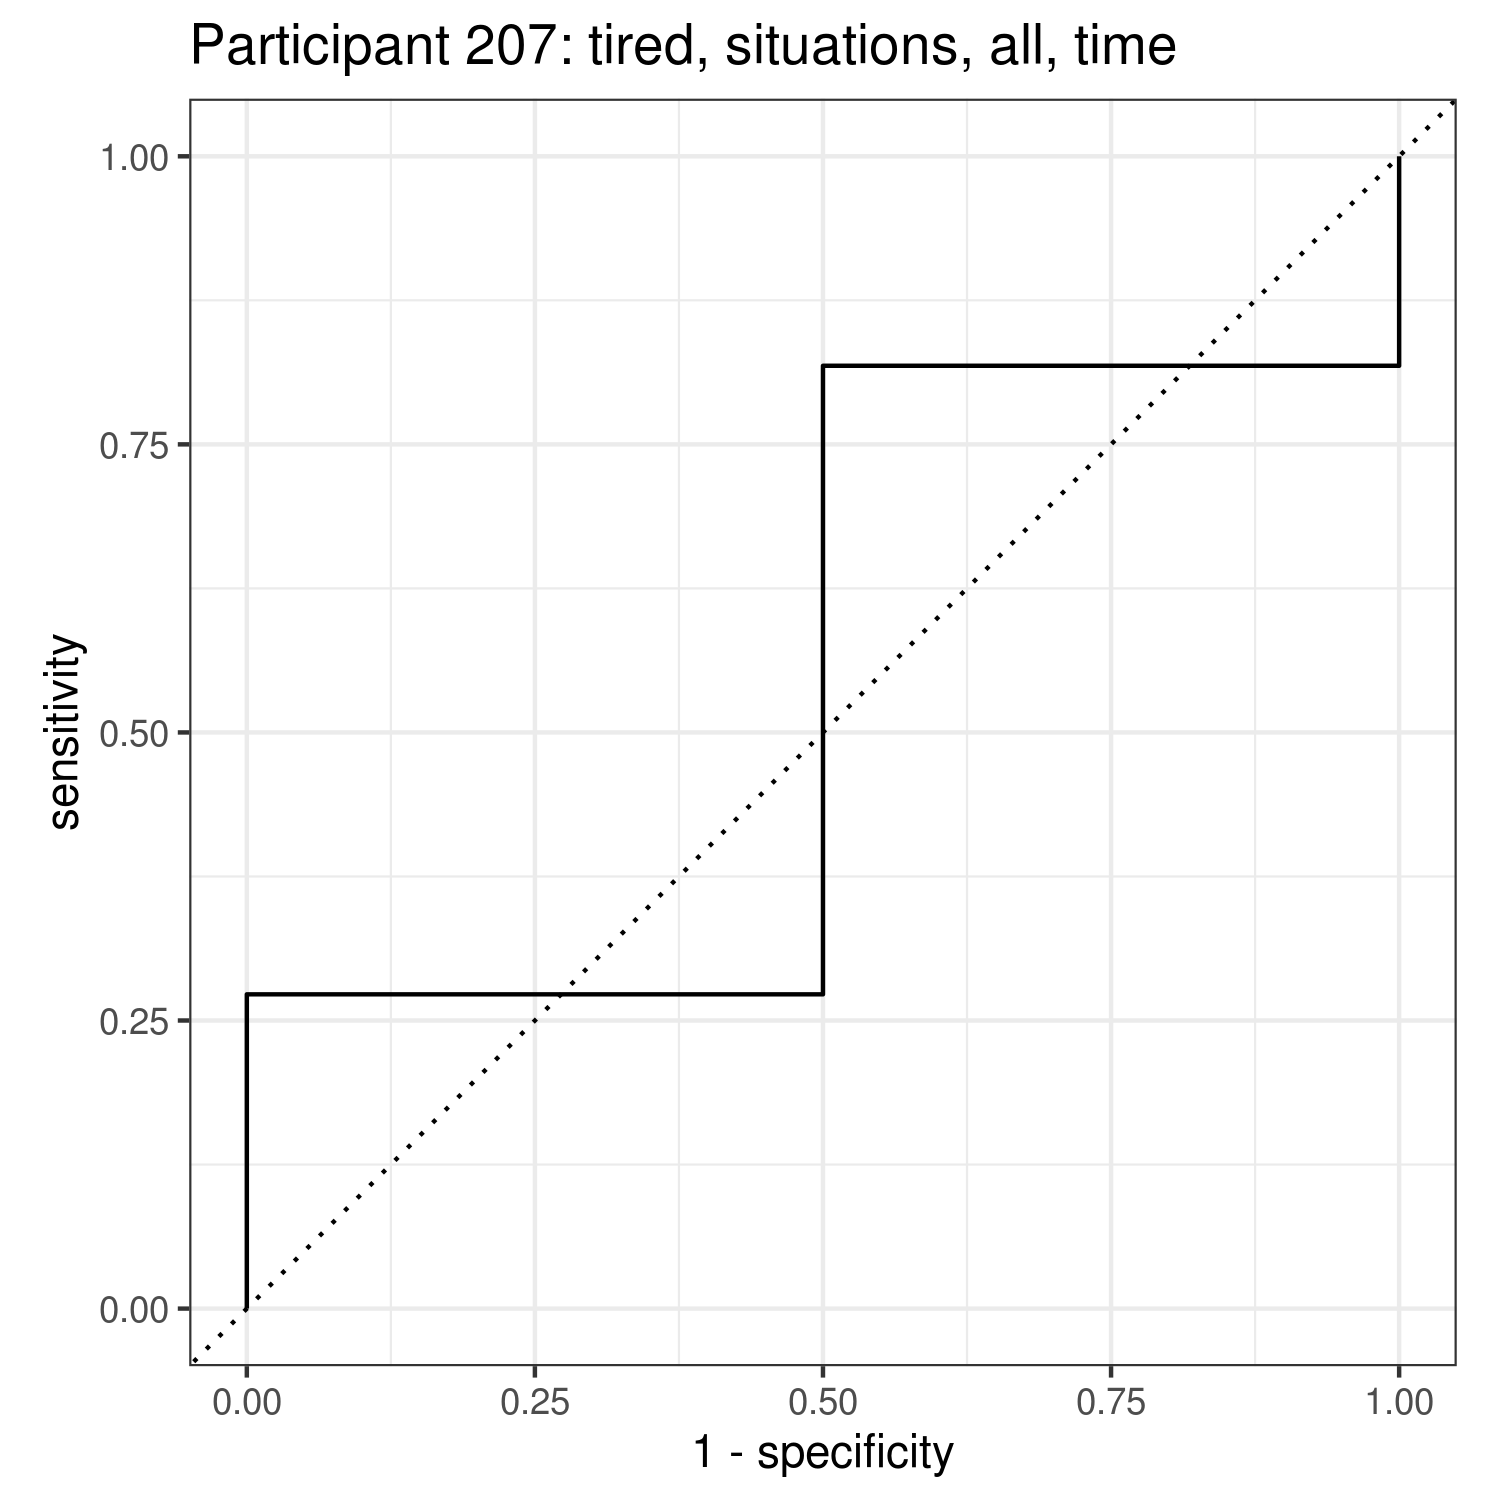 Participant 207: tired, situations, all, time
1.00
0.75
0.50
0.25
0.00
sensitivity
0.00 0.25 0.50 0.75 1.00
1 - specificity